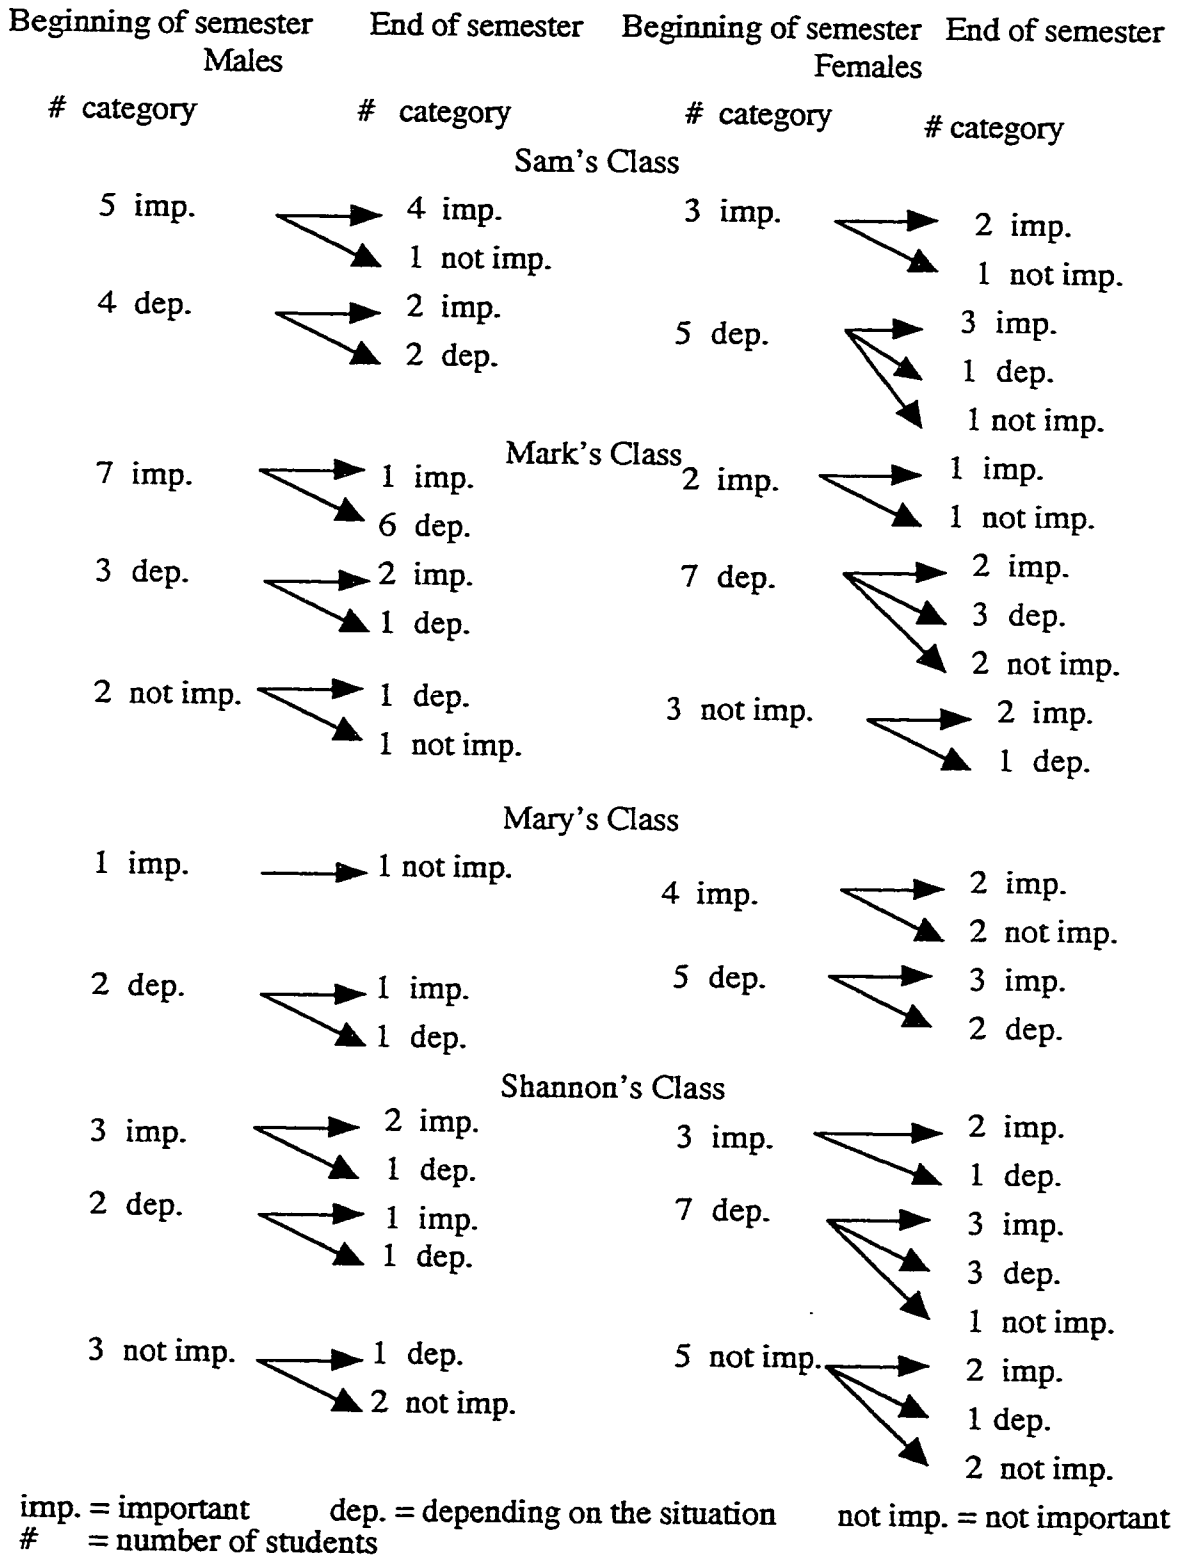 Beginning of semester End of semester Beginning of semester End of semester
Males Females
# category # category # category # category
Sam's Class
5 imp. 4 imp. 3 imp. 2 imp.
1 not imp. 1 not imp.
4 dep. 2 imp. 5 dep. 3 imp.
2 dep. 1 dep.
1 not imp.
Mark's Class
7 imp. 1 imp. 2 imp. 1 imp.
6 dep. 1 not imp.
3 dep. 2 imp. 7 dep. 2 imp.
1 dep. 3 dep.
2 not imp.
2 not imp. 1 dep. 3 not imp. 2 imp.
1 not imp. 1 dep.
Mary's Class
1 imp. 1 not imp. 4 imp. 2 imp.
2 not imp.
2 dep. 1 imp. 5 dep. 3 imp.
1 dep. 2 dep.
Shannon's Class
3 imp. 2 imp. 3 imp. 2 imp.
1 dep. 1 dep.
2 dep. 1 imp. 7 dep. 3 imp.
1 dep. 3 dep.
1 not imp.
3 not imp. 1 dep. 5 not imp. 2 imp.
2 not imp. 1 dep.
2 not imp.
imp. = important dep. = depending on the situation not imp. = not important
# = number of students